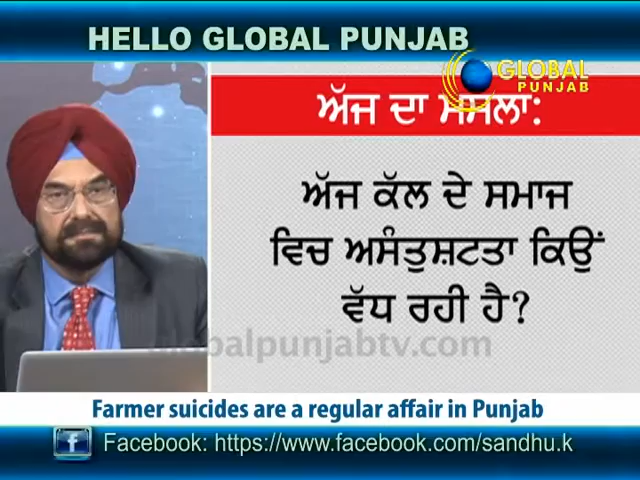 HELLO GLOBAL PUNJAB
GLOBAL
PUNJAB
ਅੱਜ ਦਾ ਮਸਲਾ:
ਅੱਜ ਕੱਲ ਦੇ ਸਮਾਜ
ਵਿਚ ਅਸੰਤੁਸ਼ਟਤਾ ਕਿਉਂ
ਵੱਧ ਰਹੀ ਹੈ?
globalpunjabtv.com
Farmer suicides are a regular affair in Punjab
f Facebook: https://www.facebook.com/sandhu.k